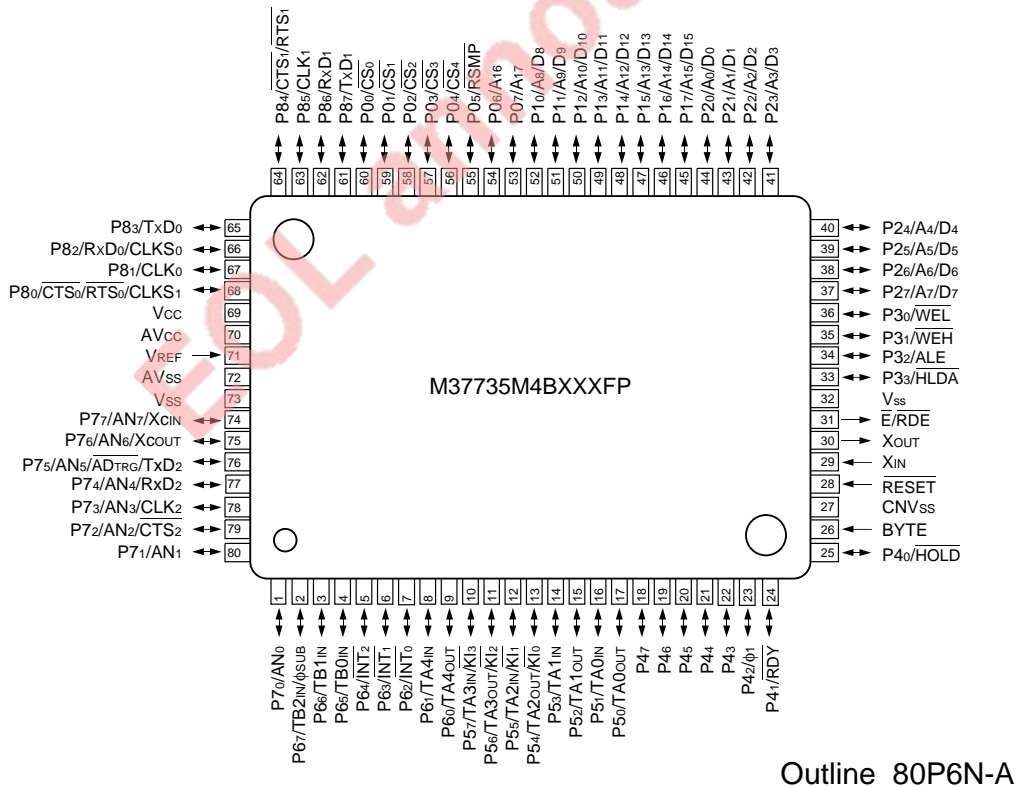 P84/CTS1/RTS1
P85/CLK1
P86/RxD1
P87/TxD1
P00/CS0
P01/CS1
P02/CS2
P03/CS3
P04/CS4
P05/RSMP
P06/A16
P07/A17
P10/A8/D8
P11/A9/D9
P12/A10/D10
P13/A11/D11
P14/A12/D12
P15/A13/D13
P16/A14/D14
P17/A15/D15
P20/A0/D0
P21/A1/D1
P22/A2/D2
P23/A3/D3
64 63 62 61 60 59 58 57 56 55 54 53 52 51 50 49 48 47 46 45 44 43 42 41
P83/TxD0 65
P82/RxD0/CLKS0 66
P81/CLK0 67
P80/CTS0/RTS0/CLKS1 68
Vcc 69
AVcc 70
VREF 71
AVss 72
Vss 73
P77/AN7/XCIN 74
P76/AN6/XCOUT 75
P75/AN5/ADTRG/TxD2 76
P74/AN4/RxD2 77
P73/AN3/CLK2 78
P72/AN2/CTS2 79
P71/AN1 80
M37735M4BXXXFP
40 P24/A4/D4
39 P25/A5/D5
38 P26/A6/D6
37 P27/A7/D7
36 P30/WEL
35 P31/WEH
34 P32/ALE
33 P33/HLDA
32 Vss
31 E/RDE
30 XOUT
29 XIN
28 RESET
27 CNVss
26 BYTE
25 P40/HOLD
1 2 3 4 5 6 7 8 9 10 11 12 13 14 15 16 17 18 19 20 21 22 23 24
P70/AN0
P67/TB2IN/φSUB
P66/TB1IN
P65/TB0IN
P64/INT2
P63/INT1
P62/INT0
P61/TA4IN
P60/TA4OUT
P57/TA3IN/KI3
P56/TA3OUT/KI2
P55/TA2IN/KI1
P54/TA2OUT/KI0
P53/TA1IN
P52/TA1OUT
P51/TA0IN
P50/TA0OUT
P47
P46
P45
P44
P43
P42/φ1
P41/RDY
Outline 80P6N-A
EOL